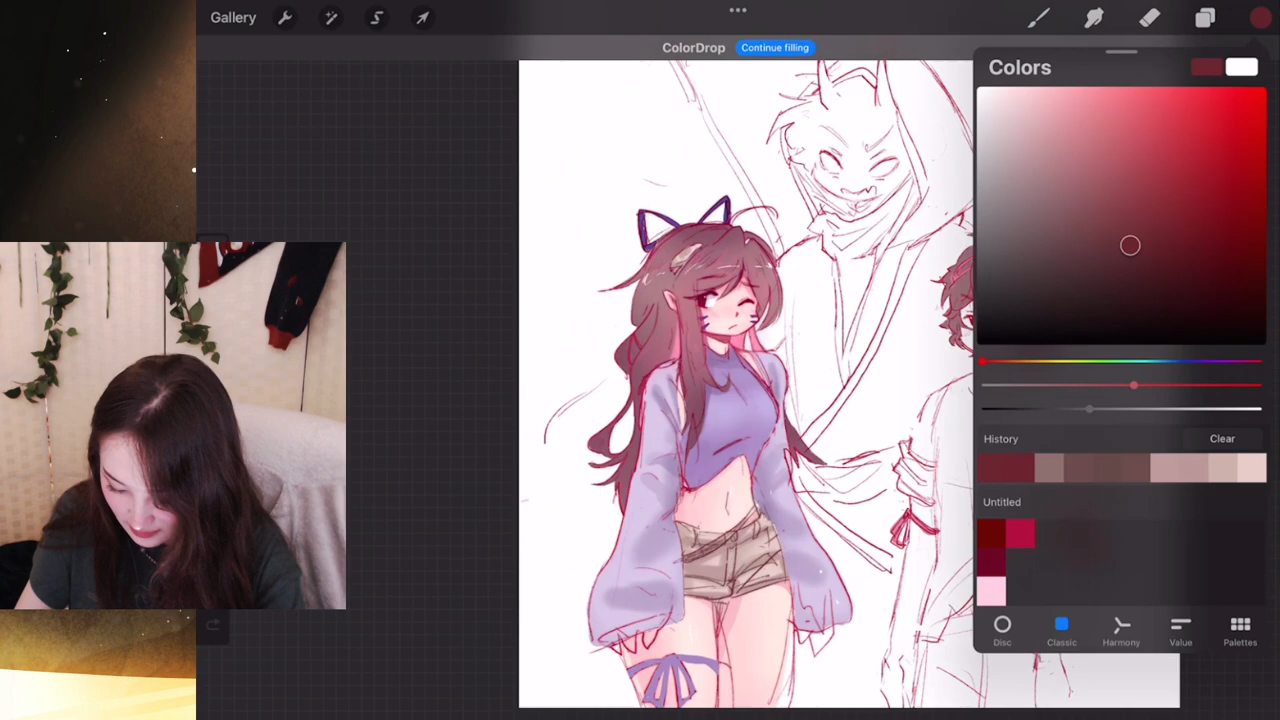 Gallery
ColorDrop Continue filling
Colors
History Clear
Untitled
Disc Classic Harmony Value Palettes